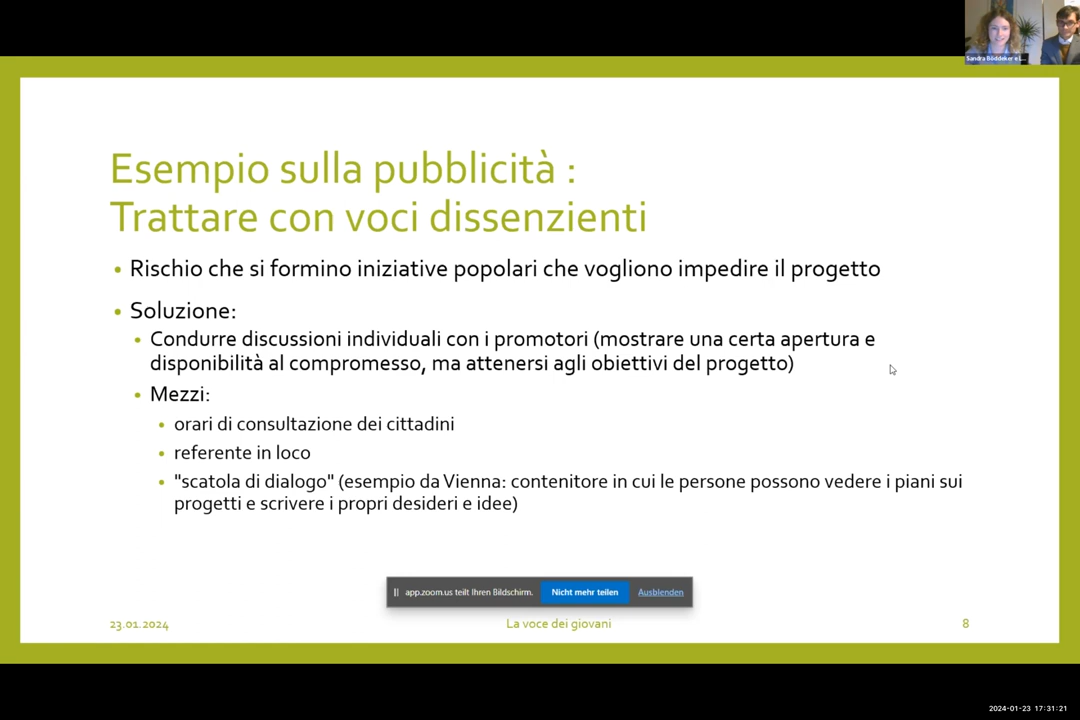 Sandra Böddeker e L...
Esempio sulla pubblicità :
Trattare con voci dissenzienti
• Rischio che si formino iniziative popolari che vogliono impedire il progetto
• Soluzione:
• Condurre discussioni individuali con i promotori (mostrare una certa apertura e
disponibilità al compromesso, ma attenersi agli obiettivi del progetto)
• Mezzi:
• orari di consultazione dei cittadini
• referente in loco
• "scatola di dialogo" (esempio da Vienna: contenitore in cui le persone possono vedere i piani sui
progetti e scrivere i propri desideri e idee)
app.zoom.us teilt Ihren Bildschirm. Nicht mehr teilen Ausblenden
23.01.2024 La voce dei giovani 8
2024-01-23 17:31:21